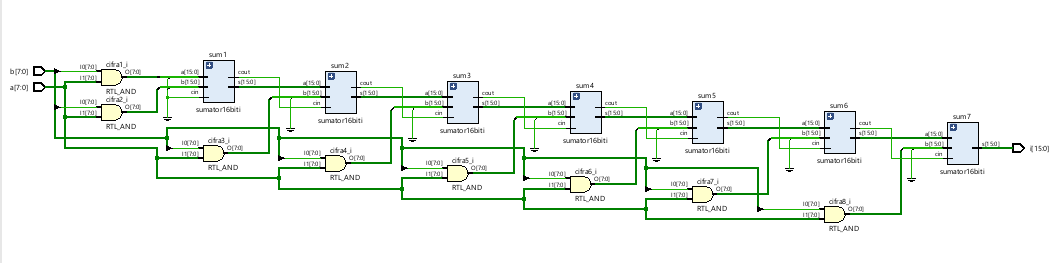 b[7:0]
a[7:0]
I0[7:0]
I1[7:0]
cifra1_i
O[7:0]
RTL_AND
I0[7:0]
I1[7:0]
cifra2_i
O[7:0]
RTL_AND
sum1
a[15:0]
b[15:0]
cin
cout
s[15:0]
sumator16biti
I0[7:0]
I1[7:0]
cifra3_i
O[7:0]
RTL_AND
sum2
a[15:0]
b[15:0]
cin
cout
s[15:0]
sumator16biti
I0[7:0]
I1[7:0]
cifra4_i
O[7:0]
RTL_AND
sum3
a[15:0]
b[15:0]
cin
cout
s[15:0]
sumator16biti
I0[7:0]
I1[7:0]
cifra5_i
O[7:0]
RTL_AND
sum4
a[15:0]
b[15:0]
cin
cout
s[15:0]
sumator16biti
I0[7:0]
I1[7:0]
cifra6_i
O[7:0]
RTL_AND
sum5
a[15:0]
b[15:0]
cin
cout
s[15:0]
sumator16biti
I0[7:0]
I1[7:0]
cifra7_i
O[7:0]
RTL_AND
sum6
a[15:0]
b[15:0]
cin
cout
s[15:0]
sumator16biti
I0[7:0]
I1[7:0]
cifra8_i
O[7:0]
RTL_AND
sum7
a[15:0]
b[15:0]
cin
s[15:0]
sumator16biti
i[15:0]